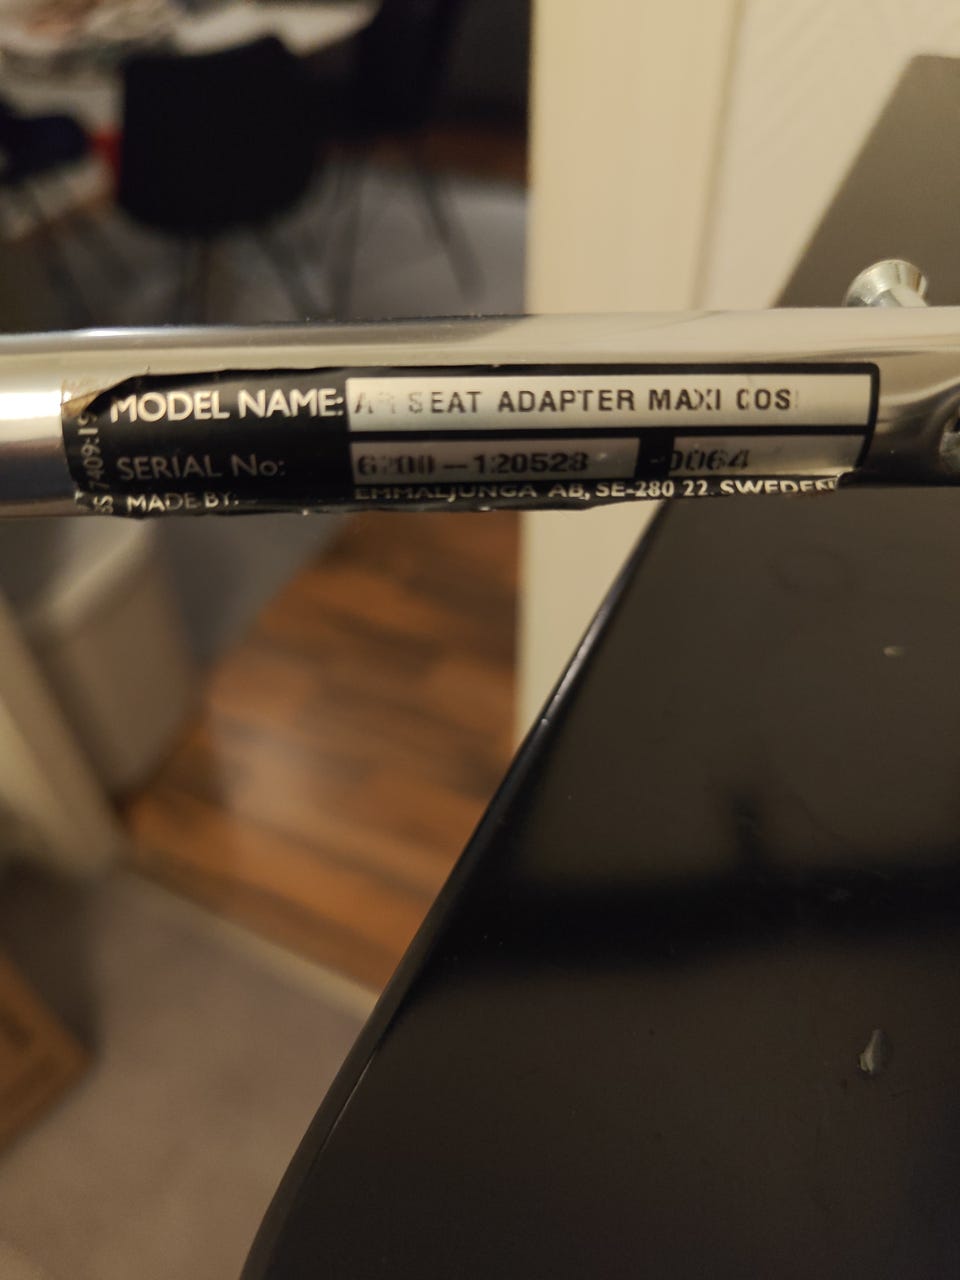 MODEL NAME: AR SEAT ADAPTER MAXI COSI
SERIAL No: 6200-120528 -0064
MADE BY: EMMALJUNGA AB, SE-280 22. SWEDEN